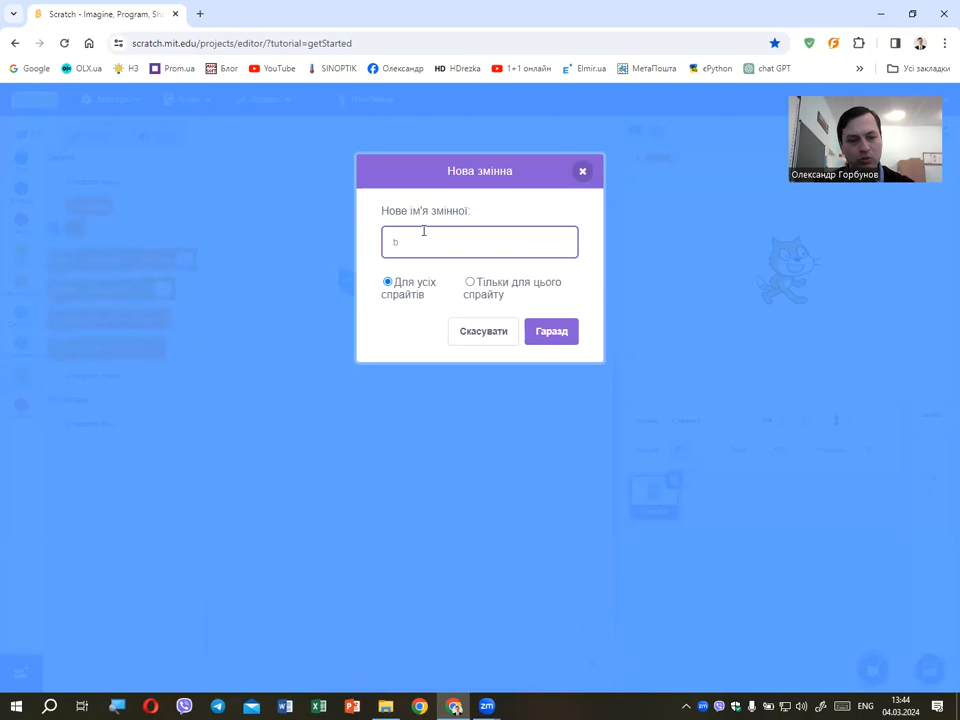 Scratch - Imagine, Program, Sh
scratch.mit.edu/projects/editor/?tutorial=getStarted
Google
OLX.ua
НЗ
Prom.ua
Блог
YouTube
SINOPTIK
Олександр
HD HDrezka
1+1 онлайн
Elmir.ua
МетаПошта
єPython
chat GPT
»
Усі закладки
Олександр Горбунов
Нова змінна
Нове ім'я змінної:
b
Для усіх спрайтів
Тільки для цього спрайту
Скасувати
Гаразд
ENG
13:44
04.03.2024